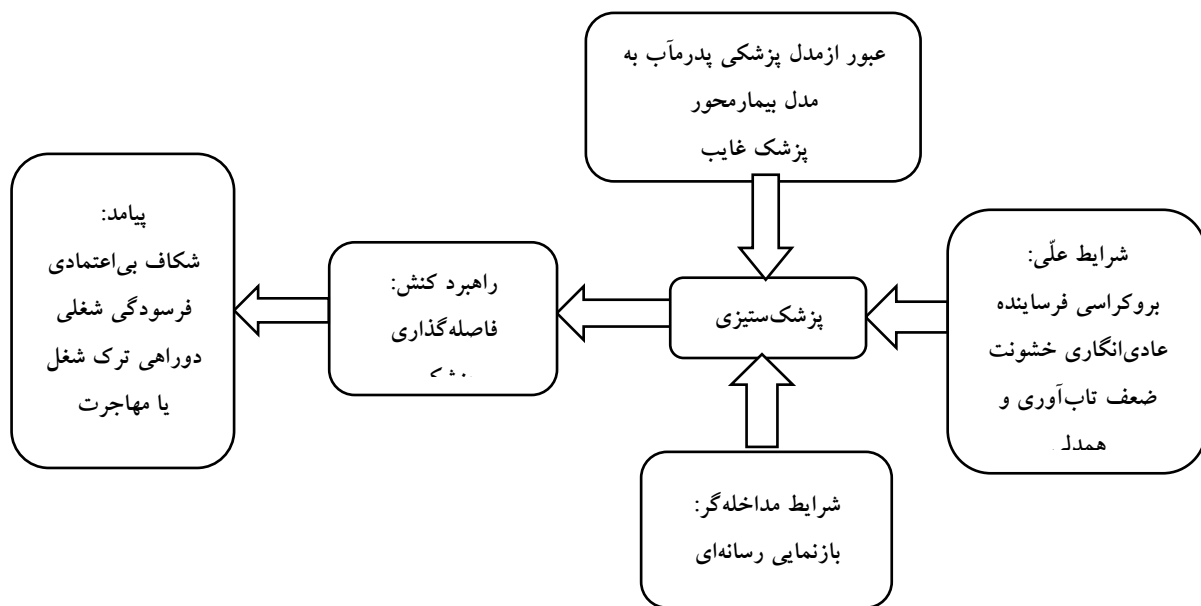 عبور ازمدل پزشکی پدرمآب به
مدل بیمارمحور
پزشک غایب
شرایط علّی:
بروکراسی فرساینده
عادی‌انگاری خشونت
ضعف تاب‌آوری و
همدلی
پزشک‌ستیزی
راهبرد کنش:
فاصله‌گذاری
پیامد:
شکاف بی‌اعتمادی
فرسودگی شغلی
دوراهی ترک شغل
یا مهاجرت
شرایط مداخله‌گر:
بازنمایی رسانه‌ای